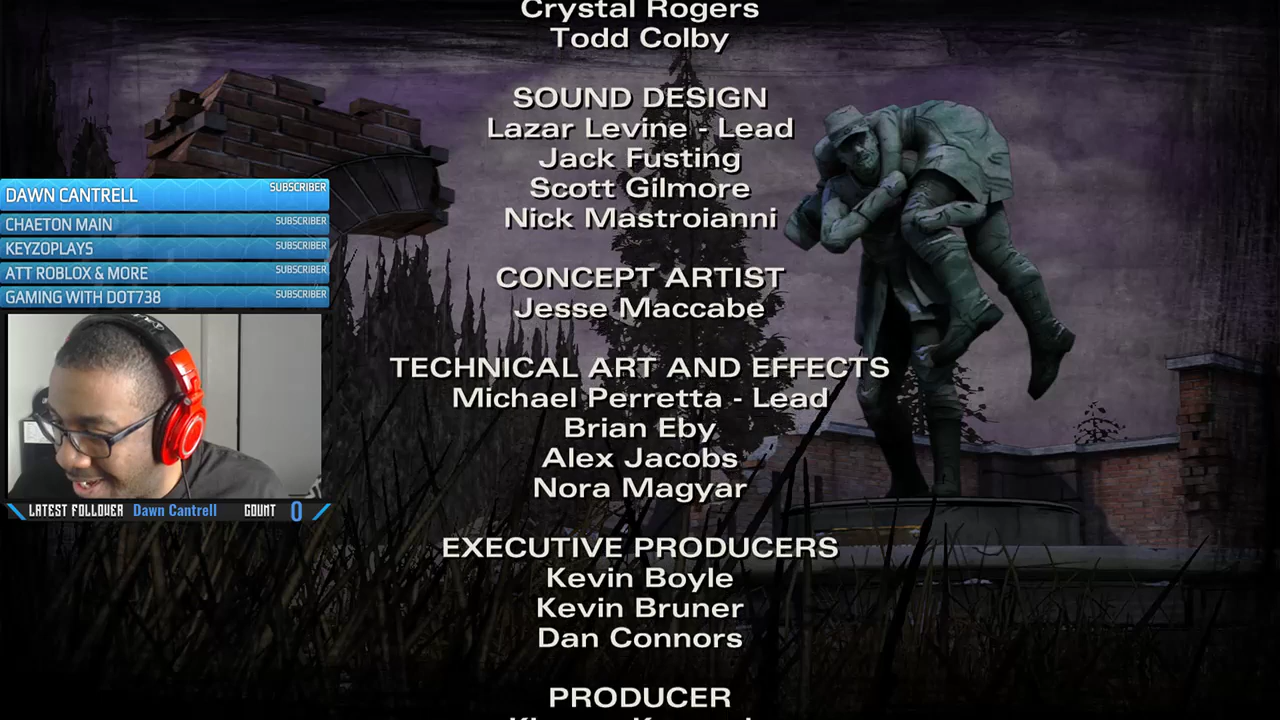 Crystal Rogers
Todd Colby
SOUND DESIGN
Lazar Levine - Lead
Jack Fusting
Scott Gilmore
Nick Mastroianni
CONCEPT ARTIST
Jesse Maccabe
TECHNICAL ART AND EFFECTS
Michael Perretta - Lead
Brian Eby
Alex Jacobs
Nora Magyar
EXECUTIVE PRODUCERS
Kevin Boyle
Kevin Bruner
Dan Connors
PRODUCER
DAWN CANTRELL SUBSCRIBER
CHAETON MAIN SUBSCRIBER
KEYZOPLAYS SUBSCRIBER
ATT ROBLOX & MORE SUBSCRIBER
GAMING WITH DOT738 SUBSCRIBER
LATEST FOLLOWER Dawn Cantrell COUNT 0